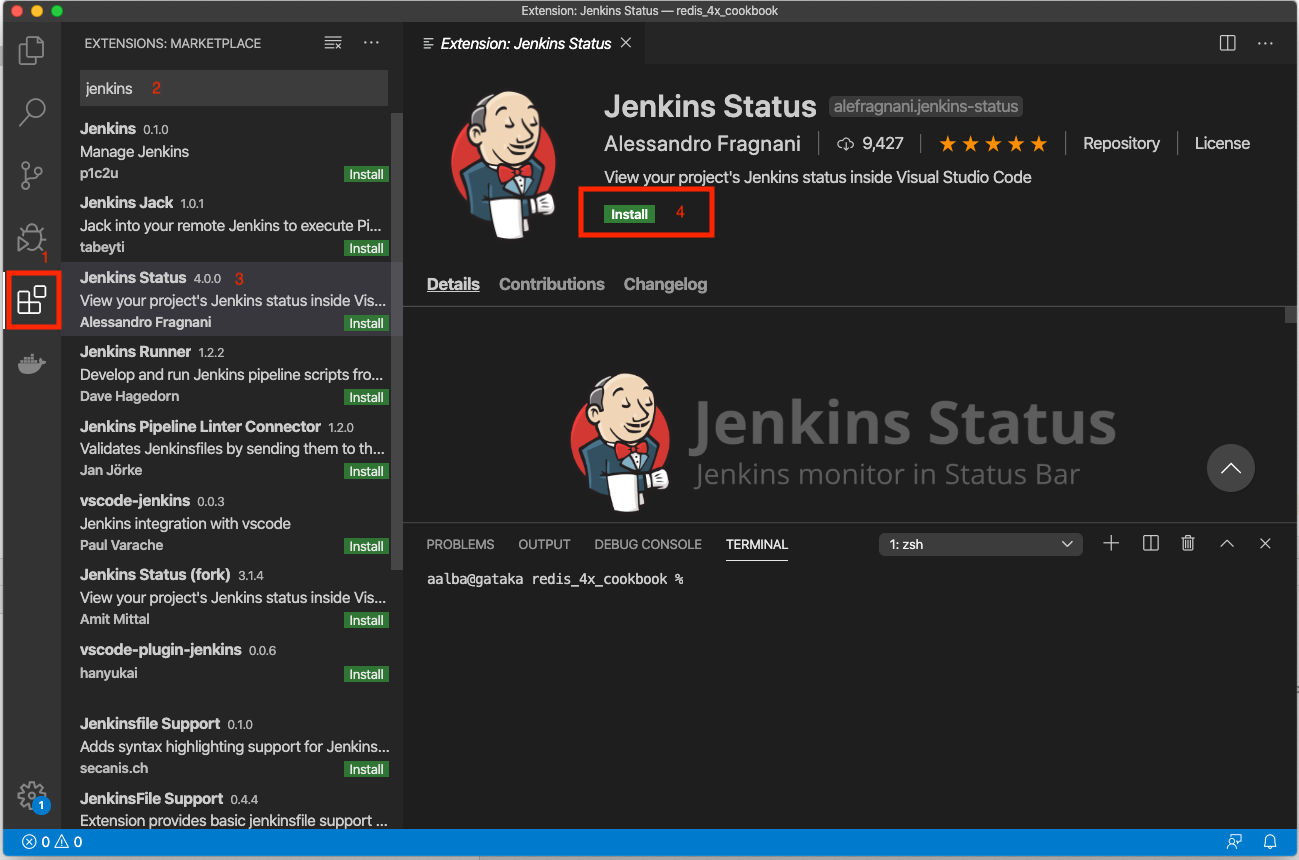 Extension: Jenkins Status — redis_4x_cookbook
EXTENSIONS: MARKETPLACE
jenkins 2
Jenkins 0.1.0
Manage Jenkins
p1c2u Install
Jenkins Jack 1.0.1
Jack into your remote Jenkins to execute Pi...
tabeyti Install
1
Jenkins Status 4.0.0 3
View your project's Jenkins status inside Vis...
Alessandro Fragnani Install
Jenkins Runner 1.2.2
Develop and run Jenkins pipeline scripts fro...
Dave Hagedorn Install
Jenkins Pipeline Linter Connector 1.2.0
Validates Jenkinsfiles by sending them to th...
Jan Jörke Install
vscode-jenkins 0.0.3
Jenkins integration with vscode
Paul Varache Install
Jenkins Status (fork) 3.1.4
View your project's Jenkins status inside Vis...
Amit Mittal Install
vscode-plugin-jenkins 0.0.6
hanyukai Install
Jenkinsfile Support 0.1.0
Adds syntax highlighting support for Jenkins...
secanis.ch Install
JenkinsFile Support 0.4.4
Extension provides basic jenkinsfile support ...
1
Extension: Jenkins Status
Jenkins Status alefragnani.jenkins-status
Alessandro Fragnani 9,427 Repository License
View your project's Jenkins status inside Visual Studio Code
Install 4
Details Contributions Changelog
Jenkins Status
Jenkins monitor in Status Bar
PROBLEMS OUTPUT DEBUG CONSOLE TERMINAL 1: zsh
aalba@gataka redis_4x_cookbook %
0 0